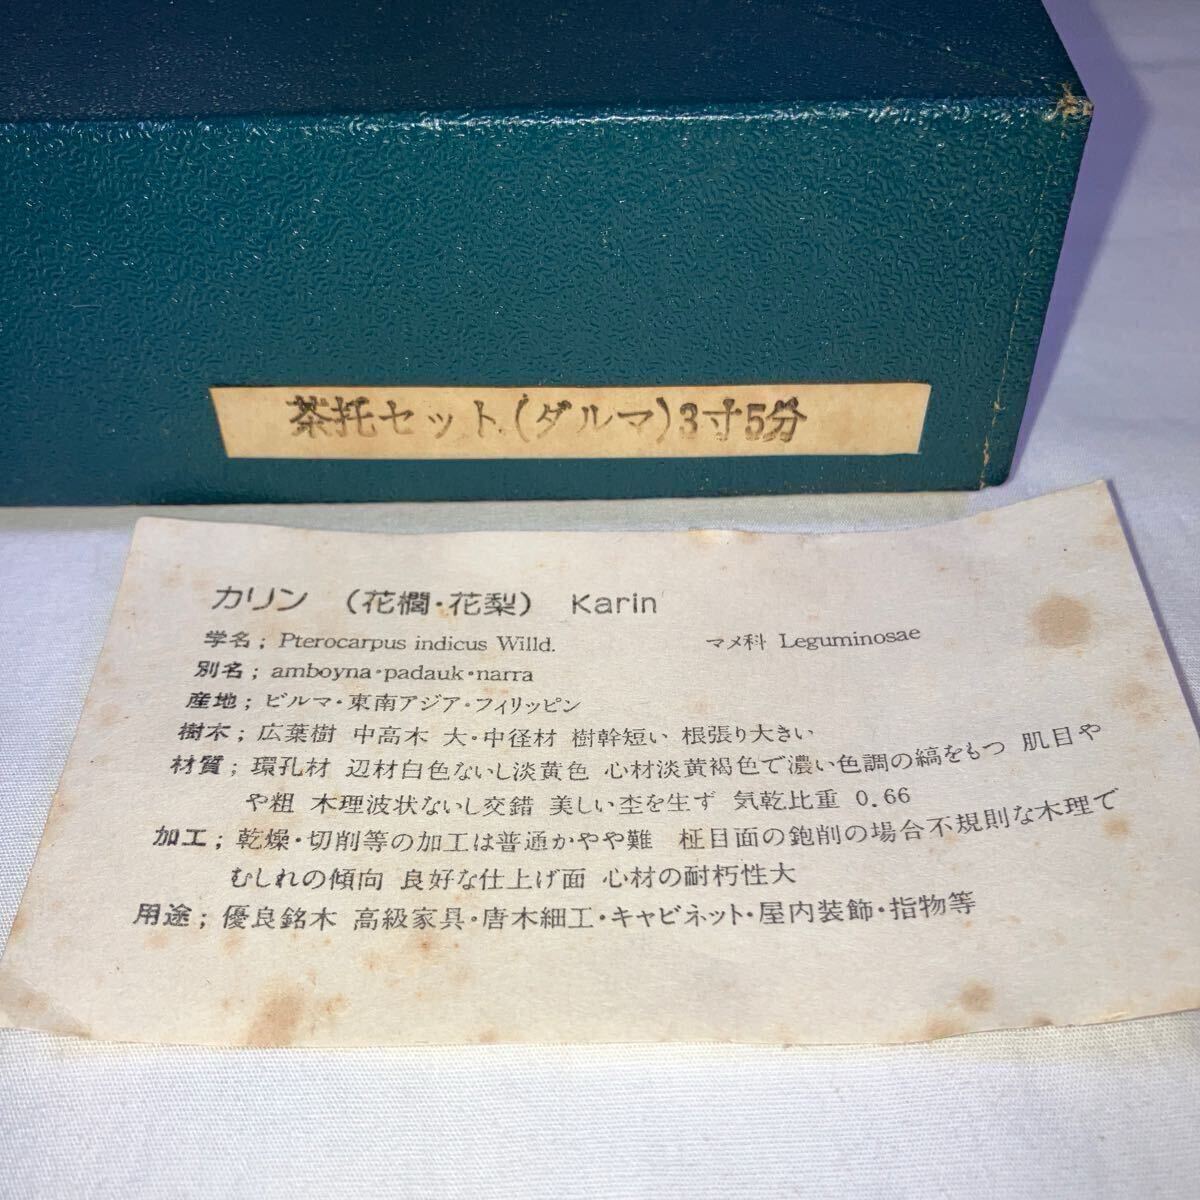 茶托セット.(ダルマ)3寸5分
カリン (花櫚・花梨) Karin
学名; Pterocarpus indicus Willd. マメ科 Leguminosae
別名; amboyna・padauk・narra
産地; ビルマ・東南アジア・フィリッピン
樹木; 広葉樹 中高木 大・中径材 樹幹短い 根張り大きい
材質; 環孔材 辺材白色ないし淡黄色 心材淡黄褐色で濃い色調の縞をもつ 肌目や
や粗 木理波状ないし交錯 美しい杢を生ず 気乾比重 0.66
加工; 乾燥・切削等の加工は普通かやや難 柾目面の鉋削の場合不規則な木理で
むしれの傾向 良好な仕上げ面 心材の耐朽性大
用途; 優良銘木 高級家具・唐木細工・キャビネット・屋内装飾・指物等